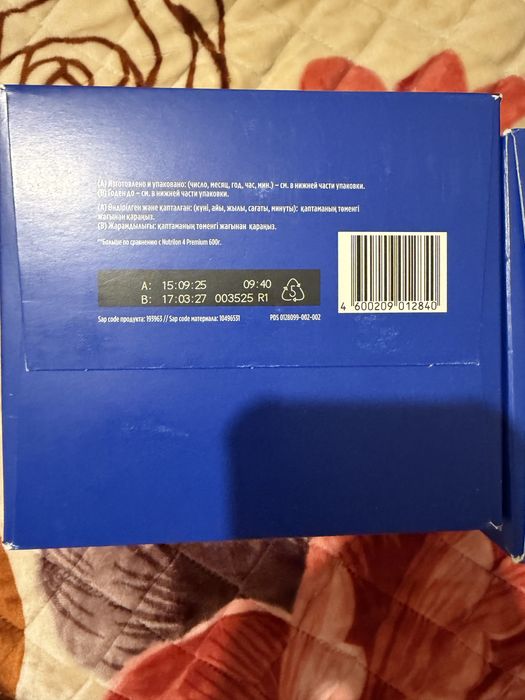 (А) Изготовлено и упаковано: (число, месяц, год, час, мин.) – см. в нижней части упаковки.
(В) Годен до – см. в нижней части упаковки.
(А) Өндірілген және қапталған: (күні, айы, жылы, сағаты, минуты): қаптаманың төменгі
жағынан қараңыз.
(В) Жарамдылығы: қаптаманың төменгі жағынан қараңыз.
**Больше по сравнению с Nutrilon 4 Premium 600г.
A: 15:09:25 09:40
B: 17:03:27 003525 R1
5
4 600209 012840
Sap code продукта: 193963 // Sap code материала: 10496531 PDS 0128099-002-002